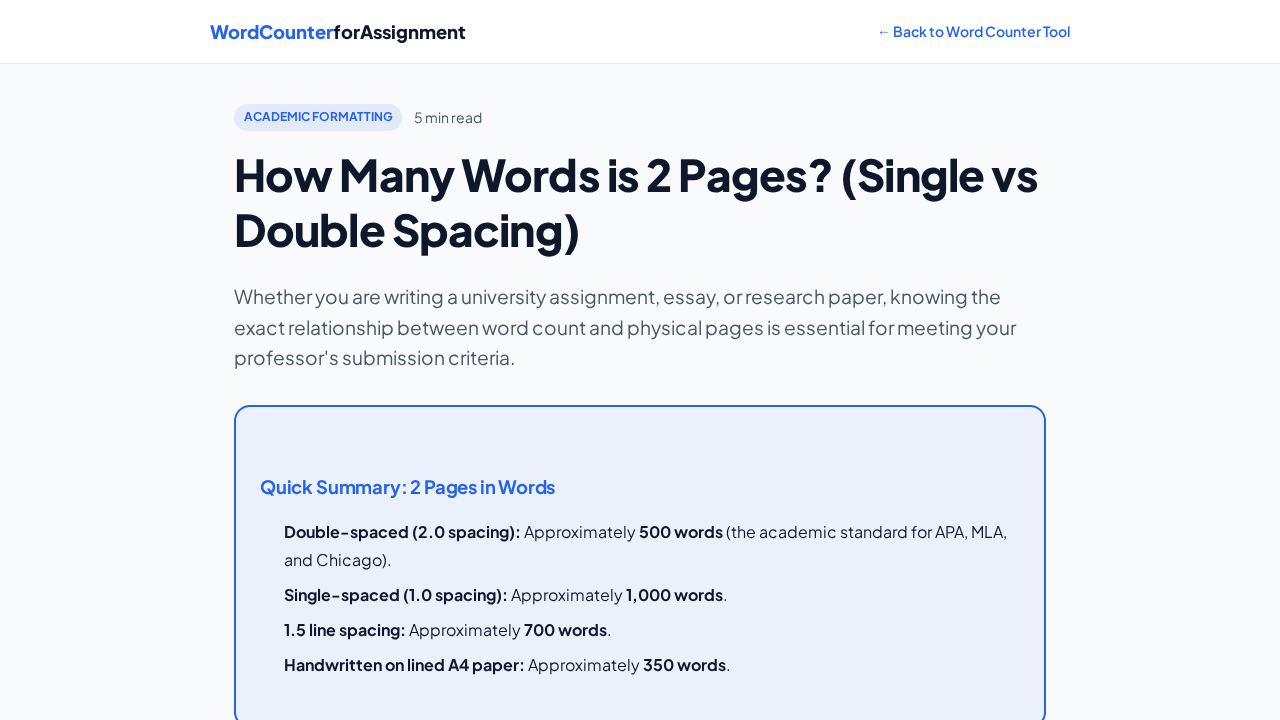 WordCounterforAssignment
← Back to Word Counter Tool
ACADEMIC FORMATTING
5 min read
How Many Words is 2 Pages? (Single vs
Double Spacing)
Whether you are writing a university assignment, essay, or research paper, knowing the
exact relationship between word count and physical pages is essential for meeting your
professor's submission criteria.
Quick Summary: 2 Pages in Words
Double-spaced (2.0 spacing): Approximately 500 words (the academic standard for APA, MLA,
and Chicago).
Single-spaced (1.0 spacing): Approximately 1,000 words.
1.5 line spacing: Approximately 700 words.
Handwritten on lined A4 paper: Approximately 350 words.